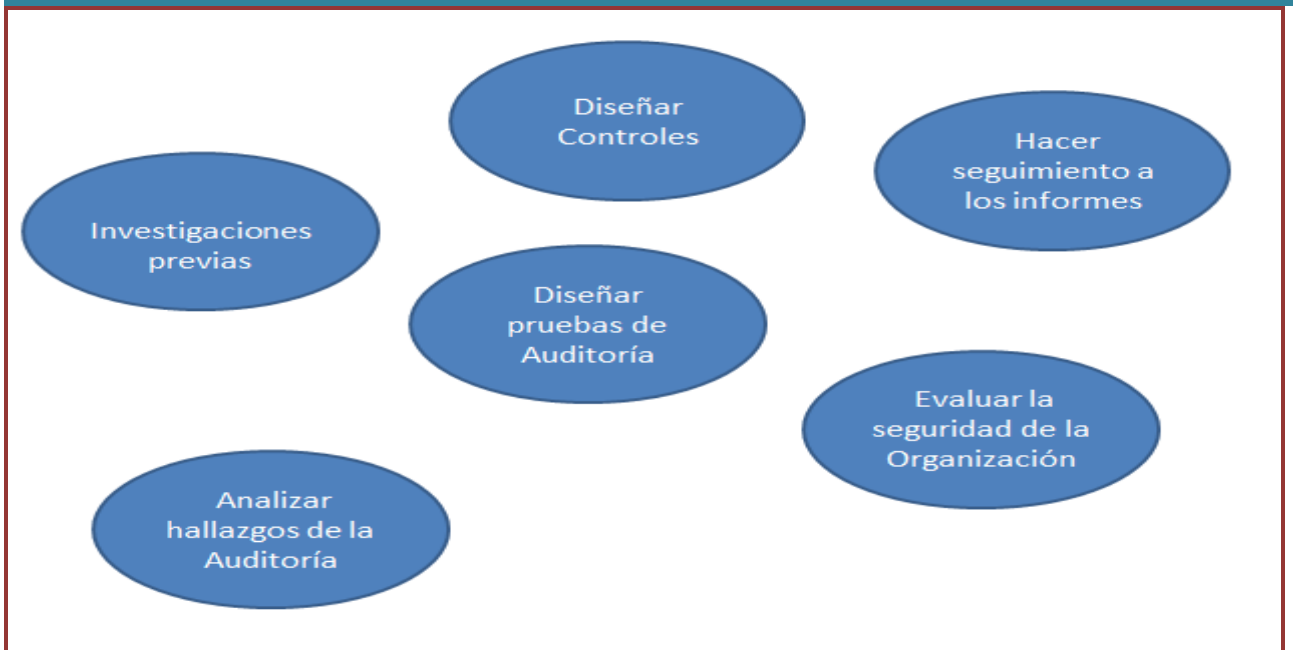 Diseñar
Controles
Hacer
seguimiento a
los informes
Investigaciones
previas
Diseñar
pruebas de
Auditoría
Evaluar la
seguridad de la
Organización
Analizar
hallazgos de la
Auditoría